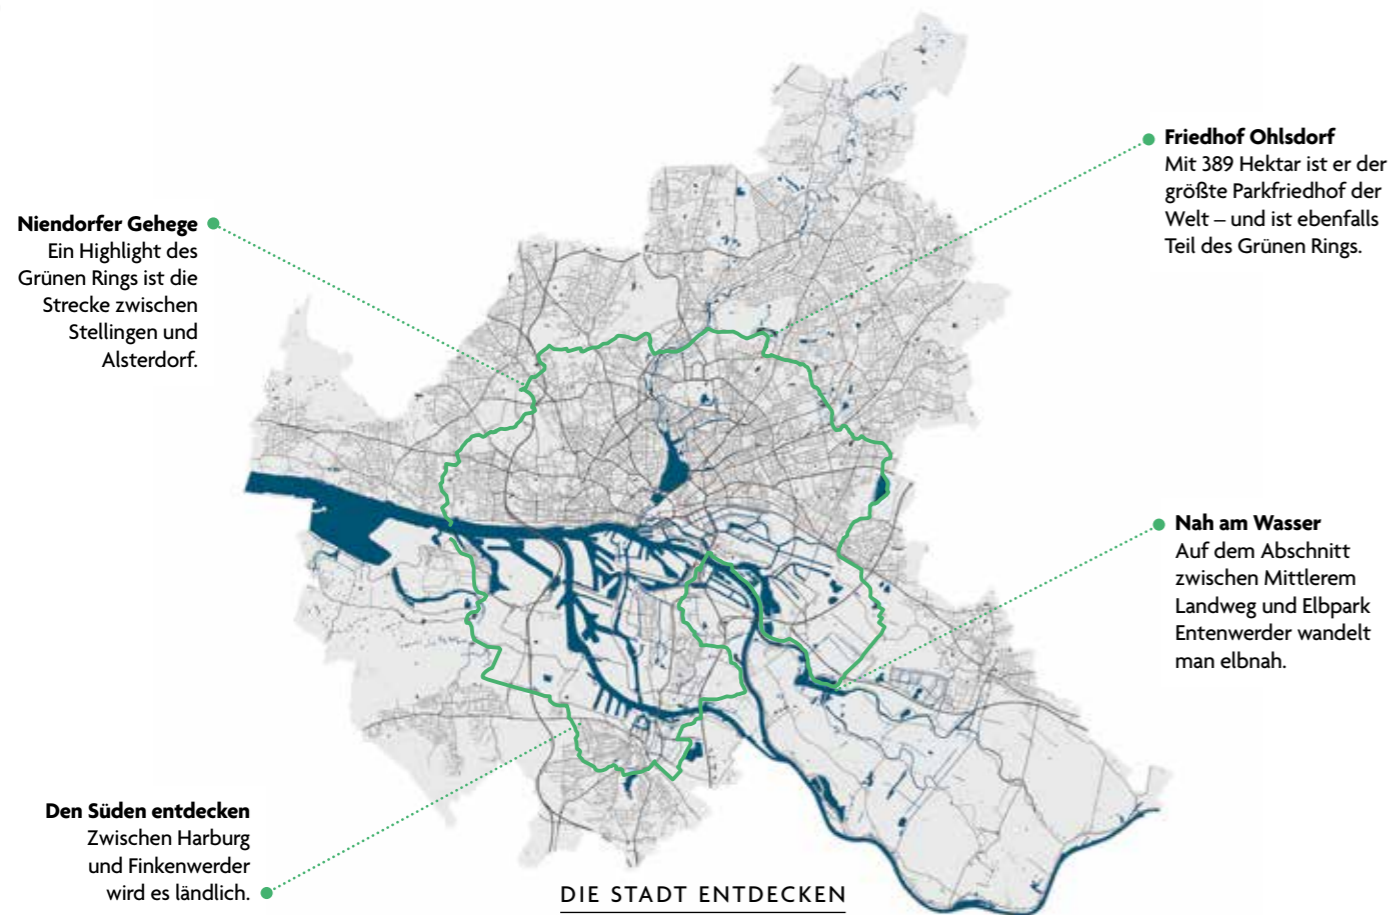 Niendorfer Gehege
Ein Highlight des
Grünen Rings ist die
Strecke zwischen
Stellingen und
Alsterdorf.
Friedhof Ohlsdorf
Mit 389 Hektar ist er der
größte Parkfriedhof der
Welt – und ist ebenfalls
Teil des Grünen Rings.
Nah am Wasser
Auf dem Abschnitt
zwischen Mittlerem
Landweg und Elbpark
Entenwerder wandelt
man elbnah.
Den Süden entdecken
Zwischen Harburg
und Finkenwerder
wird es ländlich.
DIE STADT ENTDECKEN